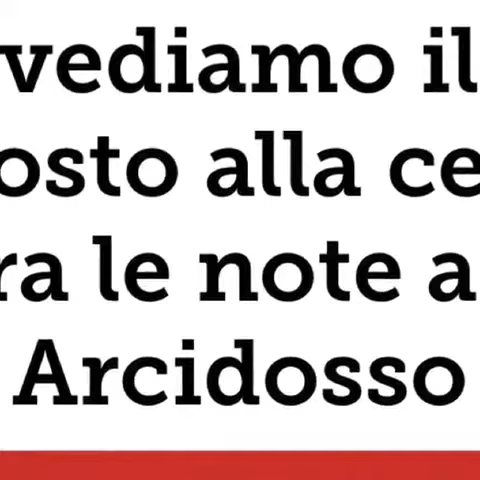 vediamo il
osto alla ce
ra le note a
Arcidosso